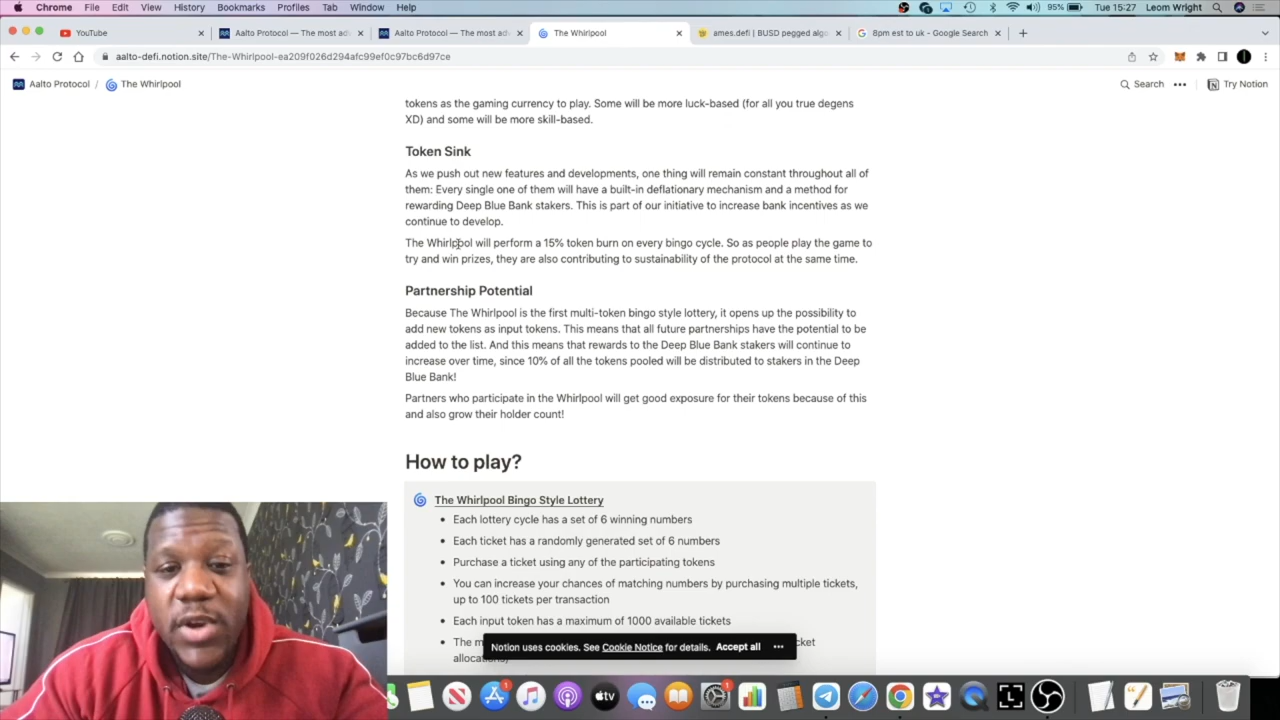 Chrome File Edit View History Bookmarks Profiles Tab Window Help 95% Tue 15:27 Leom Wright
YouTube Aalto Protocol — The most ad Aalto Protocol — The most ad The Whirlpool ames.defi | BUSD pegged alg 8pm est to uk - Google Search
aalto-defi.notion.site/The-Whirlpool-ea209f026d294afc99ef0c97bc6d97ce
Aalto Protocol / The Whirlpool Search Try Notion
tokens as the gaming currency to play. Some will be more luck-based (for all you true degens
XD) and some will be more skill-based.
Token Sink
As we push out new features and developments, one thing will remain constant throughout all of
them: Every single one of them will have a built-in deflationary mechanism and a method for
rewarding Deep Blue Bank stakers. This is part of our initiative to increase bank incentives as we
continue to develop.
The Whirlpool will perform a 15% token burn on every bingo cycle. So as people play the game to
try and win prizes, they are also contributing to sustainability of the protocol at the same time.
Partnership Potential
Because The Whirlpool is the first multi-token bingo style lottery, it opens up the possibility to
add new tokens as input tokens. This means that all future partnerships have the potential to be
added to the list. And this means that rewards to the Deep Blue Bank stakers will continue to
increase over time, since 10% of all the tokens pooled will be distributed to stakers in the Deep
Blue Bank!
Partners who participate in the Whirlpool will get good exposure for their tokens because of this
and also grow their holder count!
How to play?
The Whirlpool Bingo Style Lottery
Each lottery cycle has a set of 6 winning numbers
Each ticket has a randomly generated set of 6 numbers
Purchase a ticket using any of the participating tokens
You can increase your chances of matching numbers by purchasing multiple tickets,
up to 100 tickets per transaction
Each input token has a maximum of 1000 available tickets
The m
Notion uses cookies. See Cookie Notice for details. Accept all
tv